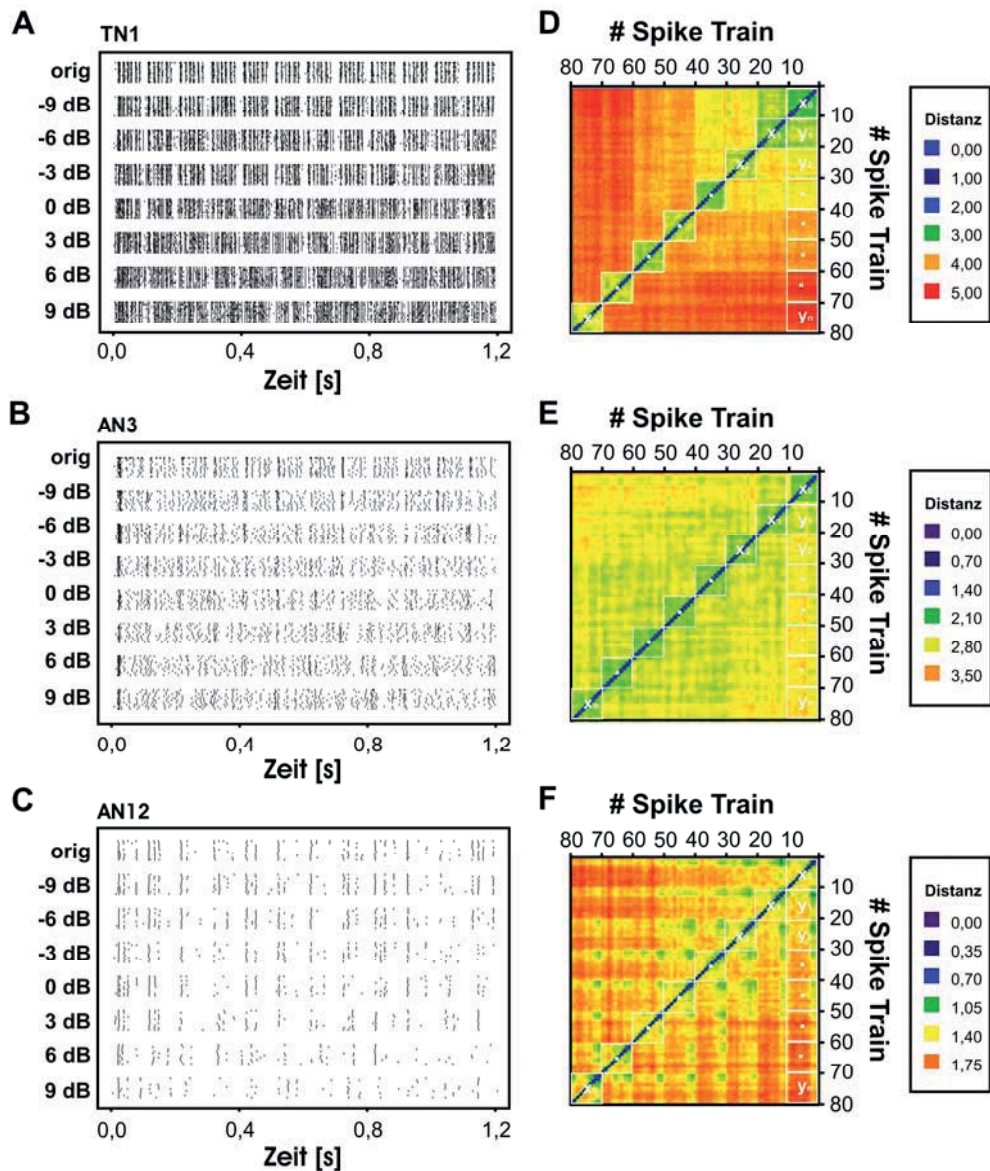 A
TN1
orig
-9 dB
-6 dB
-3 dB
0 dB
3 dB
6 dB
9 dB
0,0 0,4 0,8 1,2
Zeit [s]
D
# Spike Train
80 70 60 50 40 30 20 10
10
20
30
40
50
60
70
80
# Spike Train
Distanz
0,00
1,00
2,00
3,00
4,00
5,00
B
AN3
orig
-9 dB
-6 dB
-3 dB
0 dB
3 dB
6 dB
9 dB
0,0 0,4 0,8 1,2
Zeit [s]
E
# Spike Train
80 70 60 50 40 30 20 10
10
20
30
40
50
60
70
80
# Spike Train
Distanz
0,00
0,70
1,40
2,10
2,80
3,50
C
AN12
orig
-9 dB
-6 dB
-3 dB
0 dB
3 dB
6 dB
9 dB
0,0 0,4 0,8 1,2
Zeit [s]
F
# Spike Train
80 70 60 50 40 30 20 10
10
20
30
40
50
60
70
80
# Spike Train
Distanz
0,00
0,35
0,70
1,05
1,40
1,75